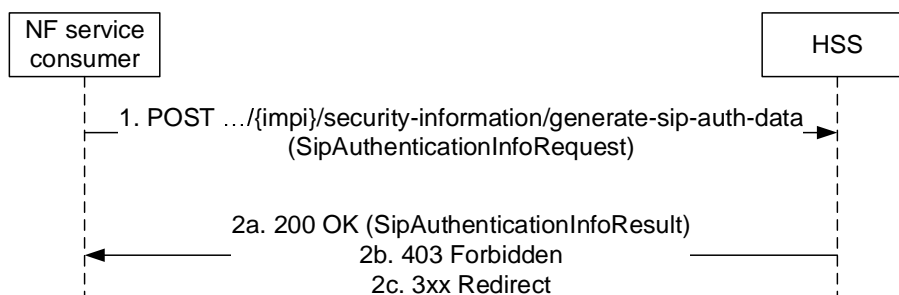 NF service
consumer
HSS
1. POST …/{impi}/security-information/generate-sip-auth-data
(SipAuthenticationInfoRequest)
2a. 200 OK (SipAuthenticationInfoResult)
2b. 403 Forbidden
2c. 3xx Redirect